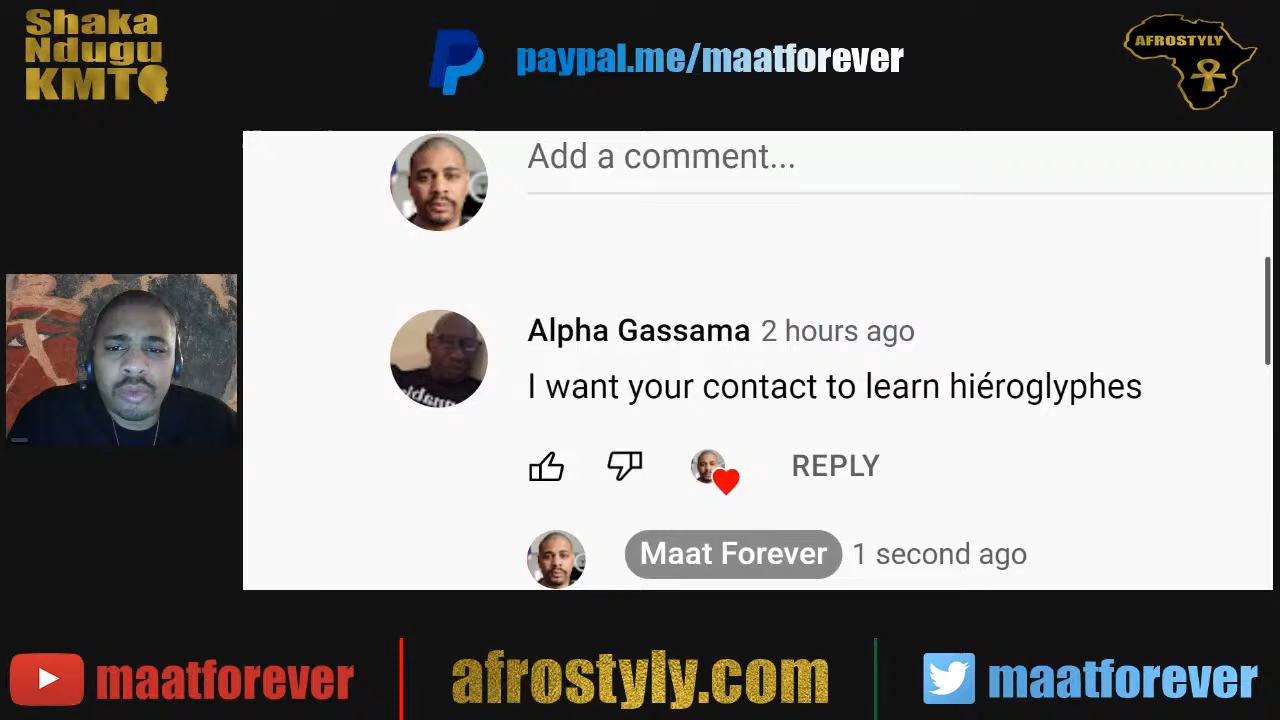 Shaka
Ndugu
KMT
paypal.me/maatforever
AFROSTYLY
Add a comment...
Alpha Gassama 2 hours ago
I want your contact to learn hiéroglyphes
REPLY
Maat Forever 1 second ago
maatforever
afrostyly.com
maatforever